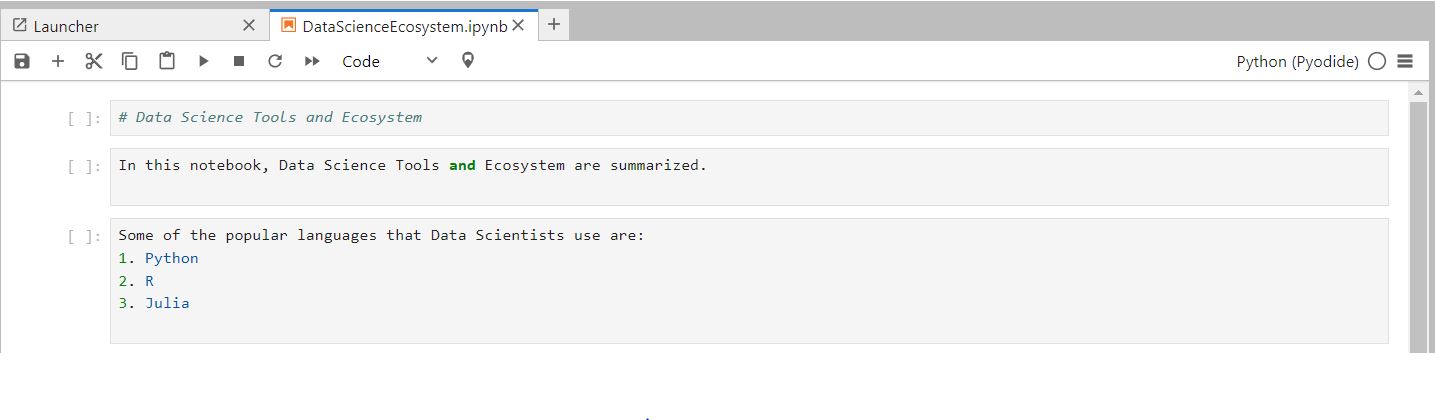 Launcher
DataScienceEcosystem.ipynb
Code
Python (Pyodide)
[ ]: # Data Science Tools and Ecosystem
[ ]: In this notebook, Data Science Tools and Ecosystem are summarized.
[ ]: Some of the popular languages that Data Scientists use are:
1. Python
2. R
3. Julia